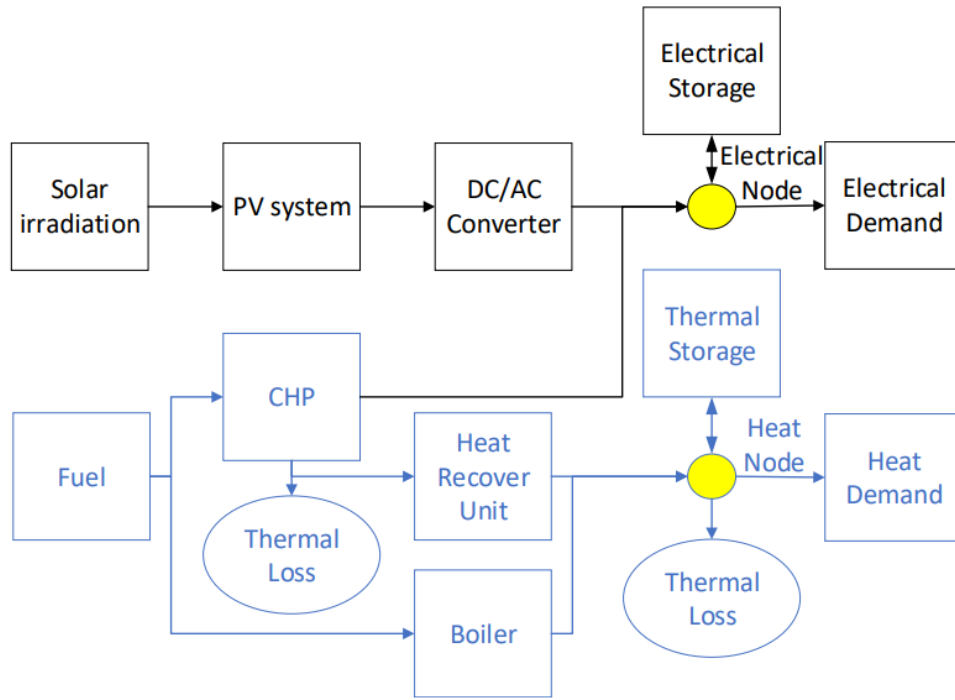 Electrical
Storage
Solar
irradiation
PV system
DC/AC
Converter
Electrical
Node
Electrical
Demand
Thermal
Storage
CHP
Fuel
Heat
Recover
Unit
Heat
Node
Heat
Demand
Thermal
Loss
Boiler
Thermal
Loss